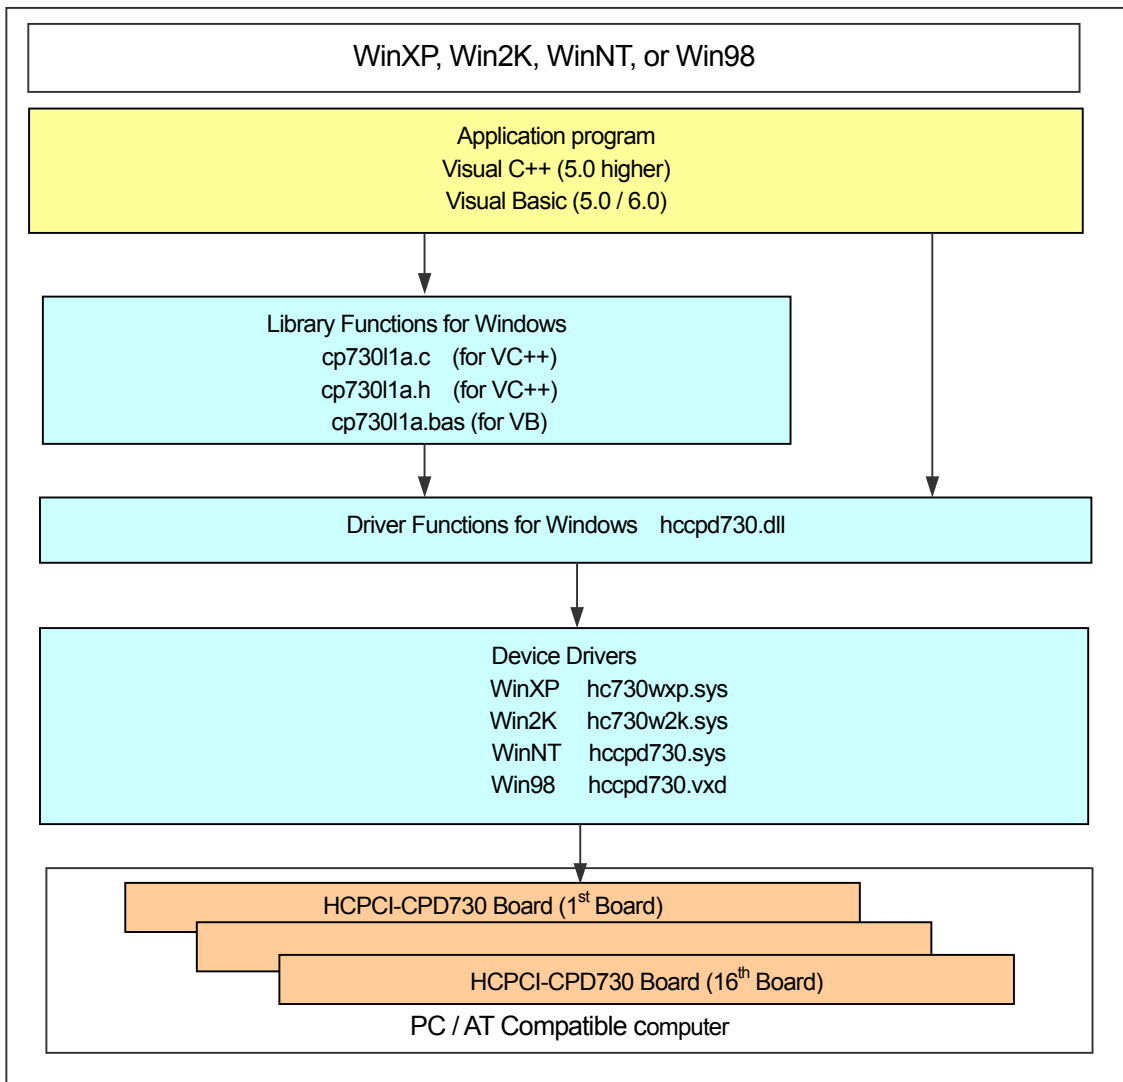 WinXP, Win2K, WinNT, or Win98
Application program
Visual C++ (5.0 higher)
Visual Basic (5.0 / 6.0)
Library Functions for Windows
cp730l1a.c (for VC++)
cp730l1a.h (for VC++)
cp730l1a.bas (for VB)
Driver Functions for Windows hccpd730.dll
Device Drivers
WinXP hc730wxp.sys
Win2K hc730w2k.sys
WinNT hccpd730.sys
Win98 hccpd730.vxd
HCPCI-CPD730 Board (1st Board)
HCPCI-CPD730 Board (16th Board)
PC / AT Compatible computer